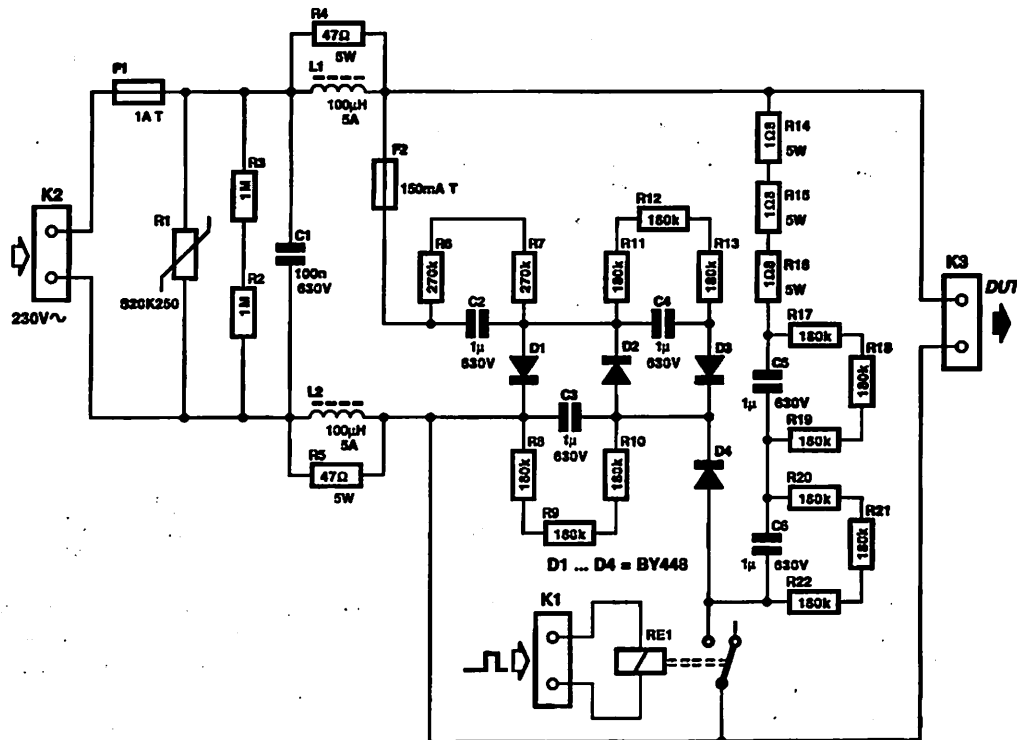 R4
47Ω
5W
F1
1A T
L1
100µH
5A
R14
1Ω8
5W
F2
150mA T
R3
1M
K2
R1
R12
180k
R15
1Ω8
5W
R6
270k
R7
270k
R11
180k
R13
180k
C1
100n
630V
R16
1Ω8
5W
K3
DUT
R2
1M
S20K250
230V~
C2
1µ
630V
C4
1µ
630V
R17
180k
D1
D2
D3
R18
180k
C5
1µ
630V
L2
100µH
5A
C3
1µ
630V
R19
180k
R5
47Ω
5W
R8
180k
R10
180k
D4
R20
180k
R9
180k
R21
180k
C6
1µ
630V
D1 ... D4 = BY448
R22
180k
K1
RE1